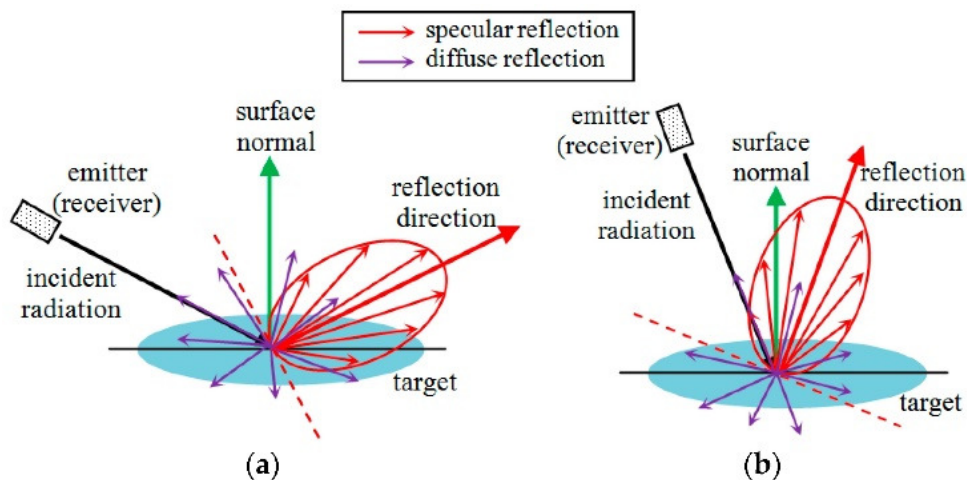 specular reflection
diffuse reflection
surface
normal
emitter
(receiver)
reflection
direction
incident
radiation
target
(a)
emitter
(receiver)
surface
normal
reflection
direction
incident
radiation
target
(b)